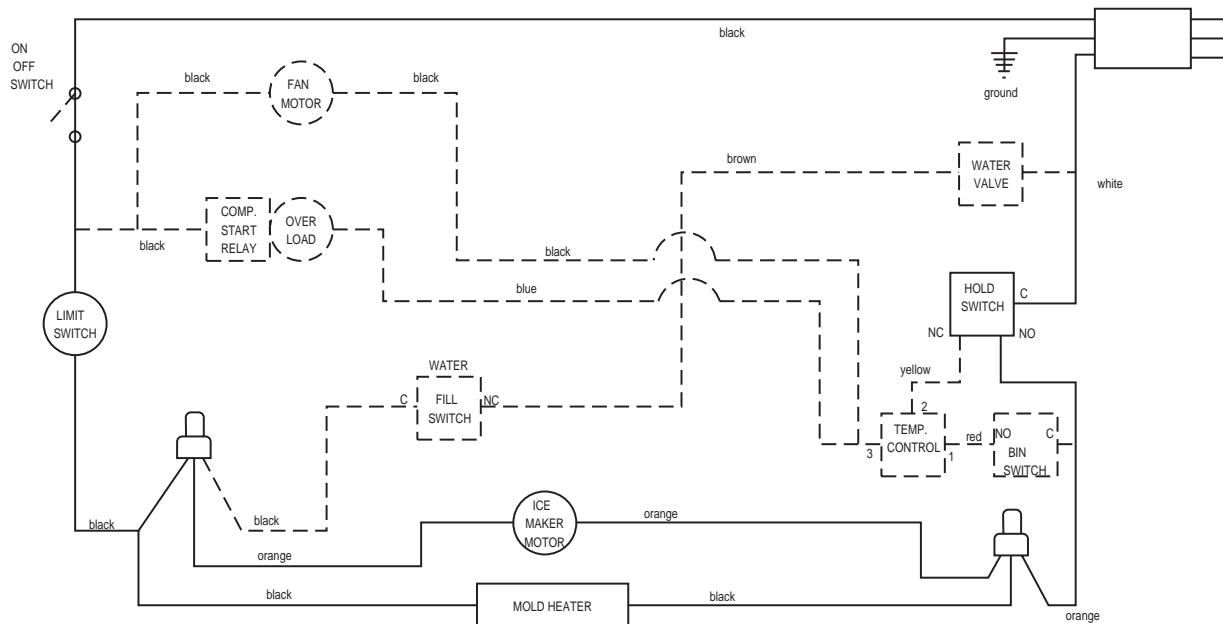 black
ON
OFF
SWITCH
black
FAN
MOTOR
black
ground
brown
WATER
VALVE
white
COMP.
START
RELAY
OVER
LOAD
black
black
blue
HOLD
SWITCH
C
NC
NO
LIMIT
SWITCH
yellow
WATER
C
FILL
SWITCH
NC
2
TEMP.
CONTROL
3
1
red
NO
C
BIN
SWITCH
black
black
ICE
MAKER
MOTOR
orange
orange
black
MOLD HEATER
black
orange